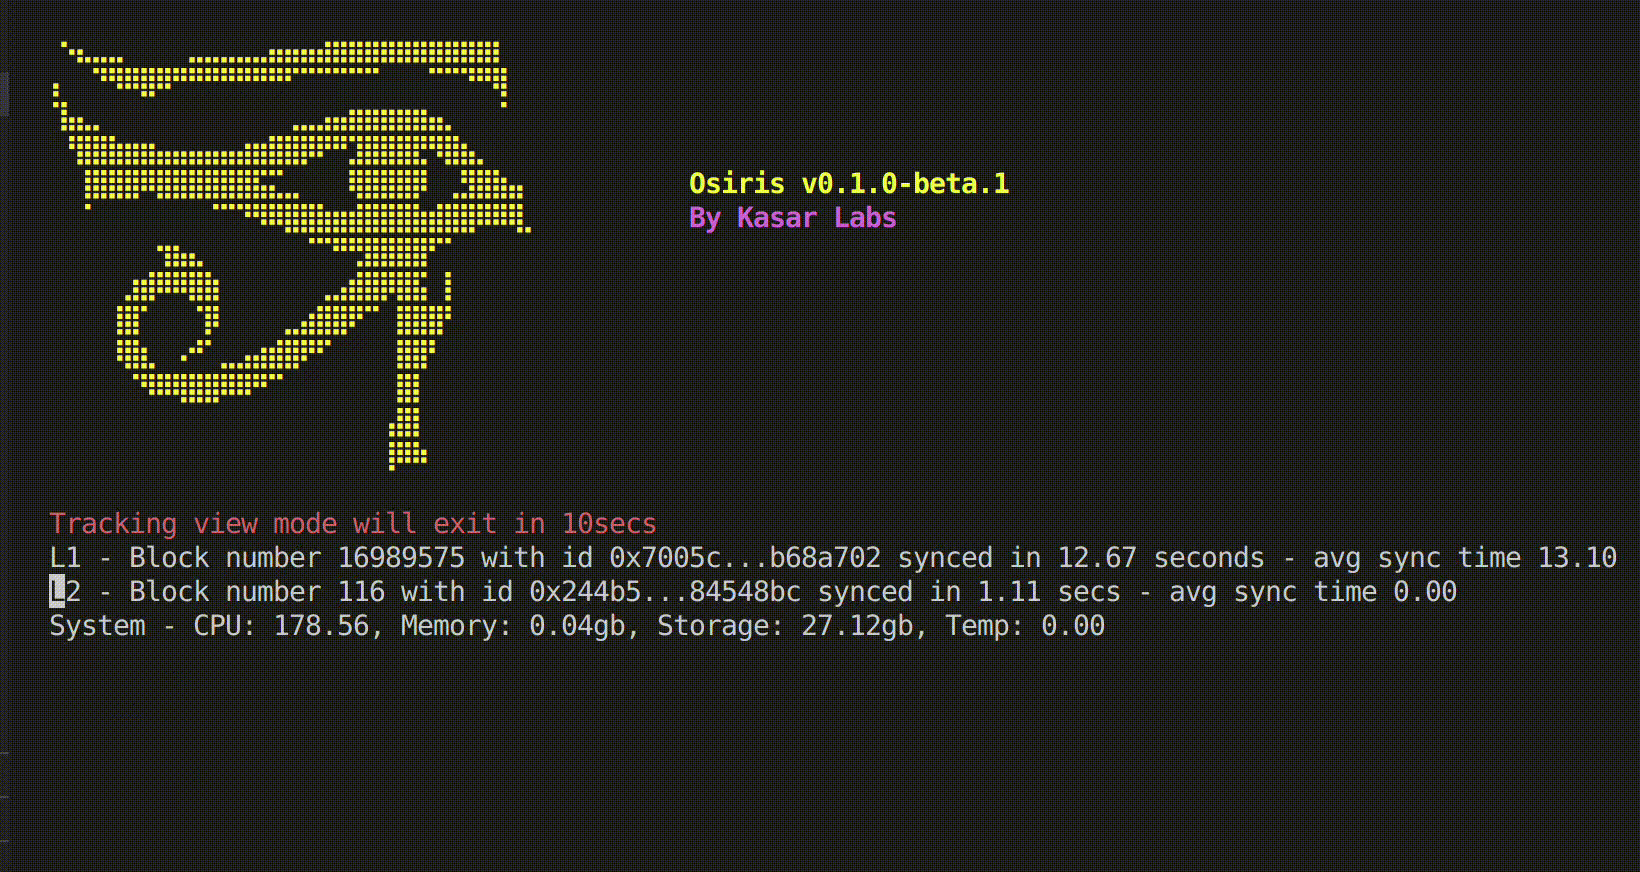 Osiris v0.1.0-beta.1
By Kasar Labs
Tracking view mode will exit in 10secs
L1 - Block number 16989575 with id 0x7005c...b68a702 synced in 12.67 seconds - avg sync time 13.10
L2 - Block number 116 with id 0x244b5...84548bc synced in 1.11 secs - avg sync time 0.00
System - CPU: 178.56, Memory: 0.04gb, Storage: 27.12gb, Temp: 0.00